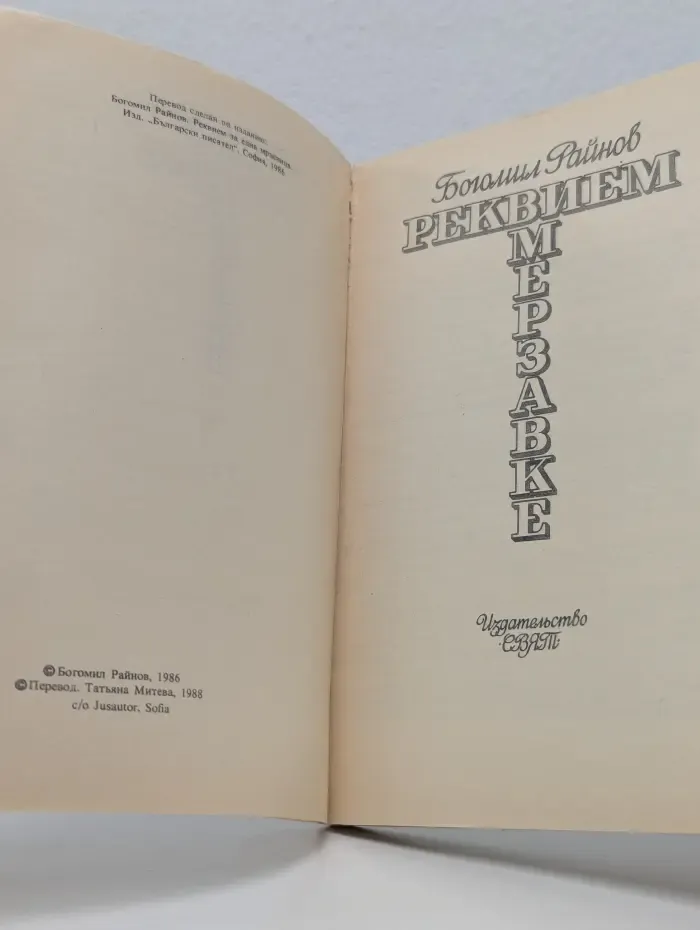 Перевод сделан по изданию:
Богомил Райнов. Реквием за една мръсница.
Изд. „Български писател". София, 1986
© Богомил Райнов, 1986
© Перевод. Татьяна Митева, 1988
c/o Jusautor, Sofia
Богомил Райнов
РЕКВИЕМ
МЕРЗАВКЕ
Издательство
·СВЯТ·